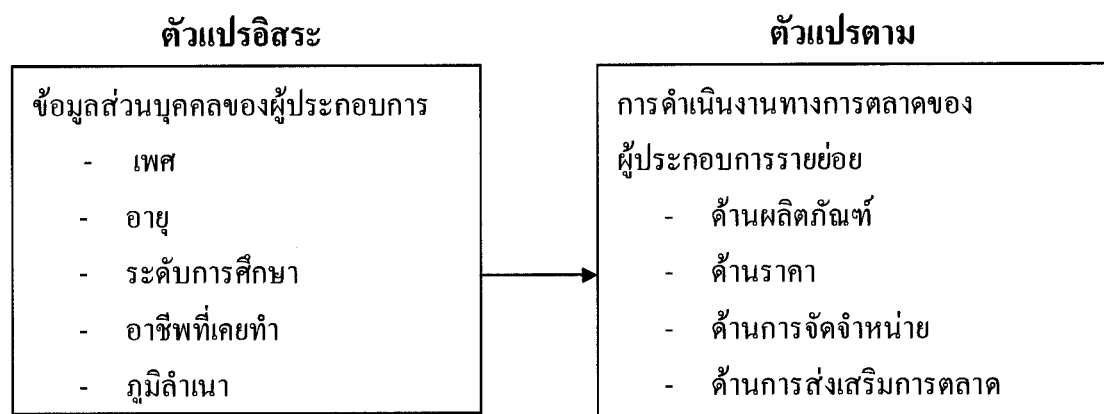 ตัวแปรอิสระ
ข้อมูลส่วนบุคคลของผู้ประกอบการ
- เพศ
- อายุ
- ระดับการศึกษา
- อาชีพที่เคยทำ
- ภูมิลำเนา
ตัวแปรตาม
การดำเนินงานทางการตลาดของ
ผู้ประกอบการรายย่อย
- ด้านผลิตภัณฑ์
- ด้านราคา
- ด้านการจัดจำหน่าย
- ด้านการส่งเสริมการตลาด